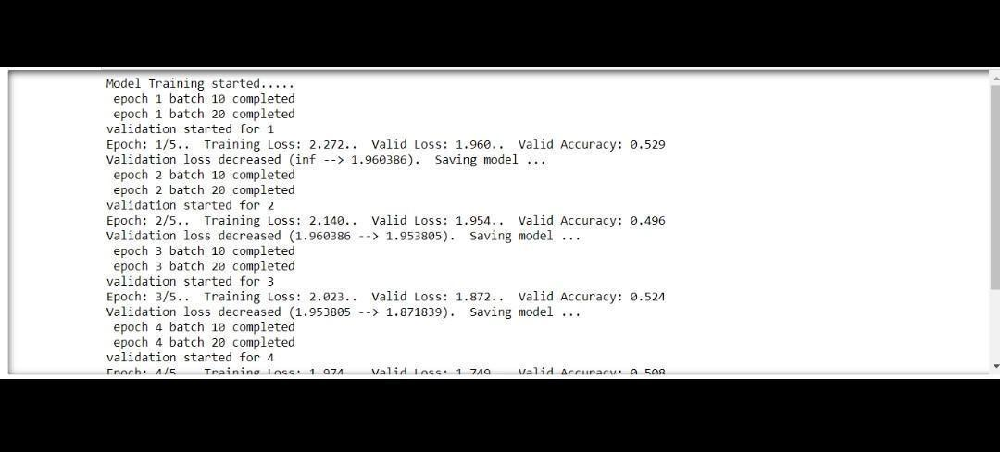 Model Training started.....
epoch 1 batch 10 completed
epoch 1 batch 20 completed
validation started for 1
Epoch: 1/5.. Training Loss: 2.272.. Valid Loss: 1.960.. Valid Accuracy: 0.529
Validation loss decreased (inf --> 1.960386). Saving model ...
epoch 2 batch 10 completed
epoch 2 batch 20 completed
validation started for 2
Epoch: 2/5.. Training Loss: 2.140.. Valid Loss: 1.954.. Valid Accuracy: 0.496
Validation loss decreased (1.960386 --> 1.953805). Saving model ...
epoch 3 batch 10 completed
epoch 3 batch 20 completed
validation started for 3
Epoch: 3/5.. Training Loss: 2.023.. Valid Loss: 1.872.. Valid Accuracy: 0.524
Validation loss decreased (1.953805 --> 1.871839). Saving model ...
epoch 4 batch 10 completed
epoch 4 batch 20 completed
validation started for 4
Epoch: 4/5 Training Loss: 1.974 Valid Loss: 1.749 Valid Accuracy: 0.508